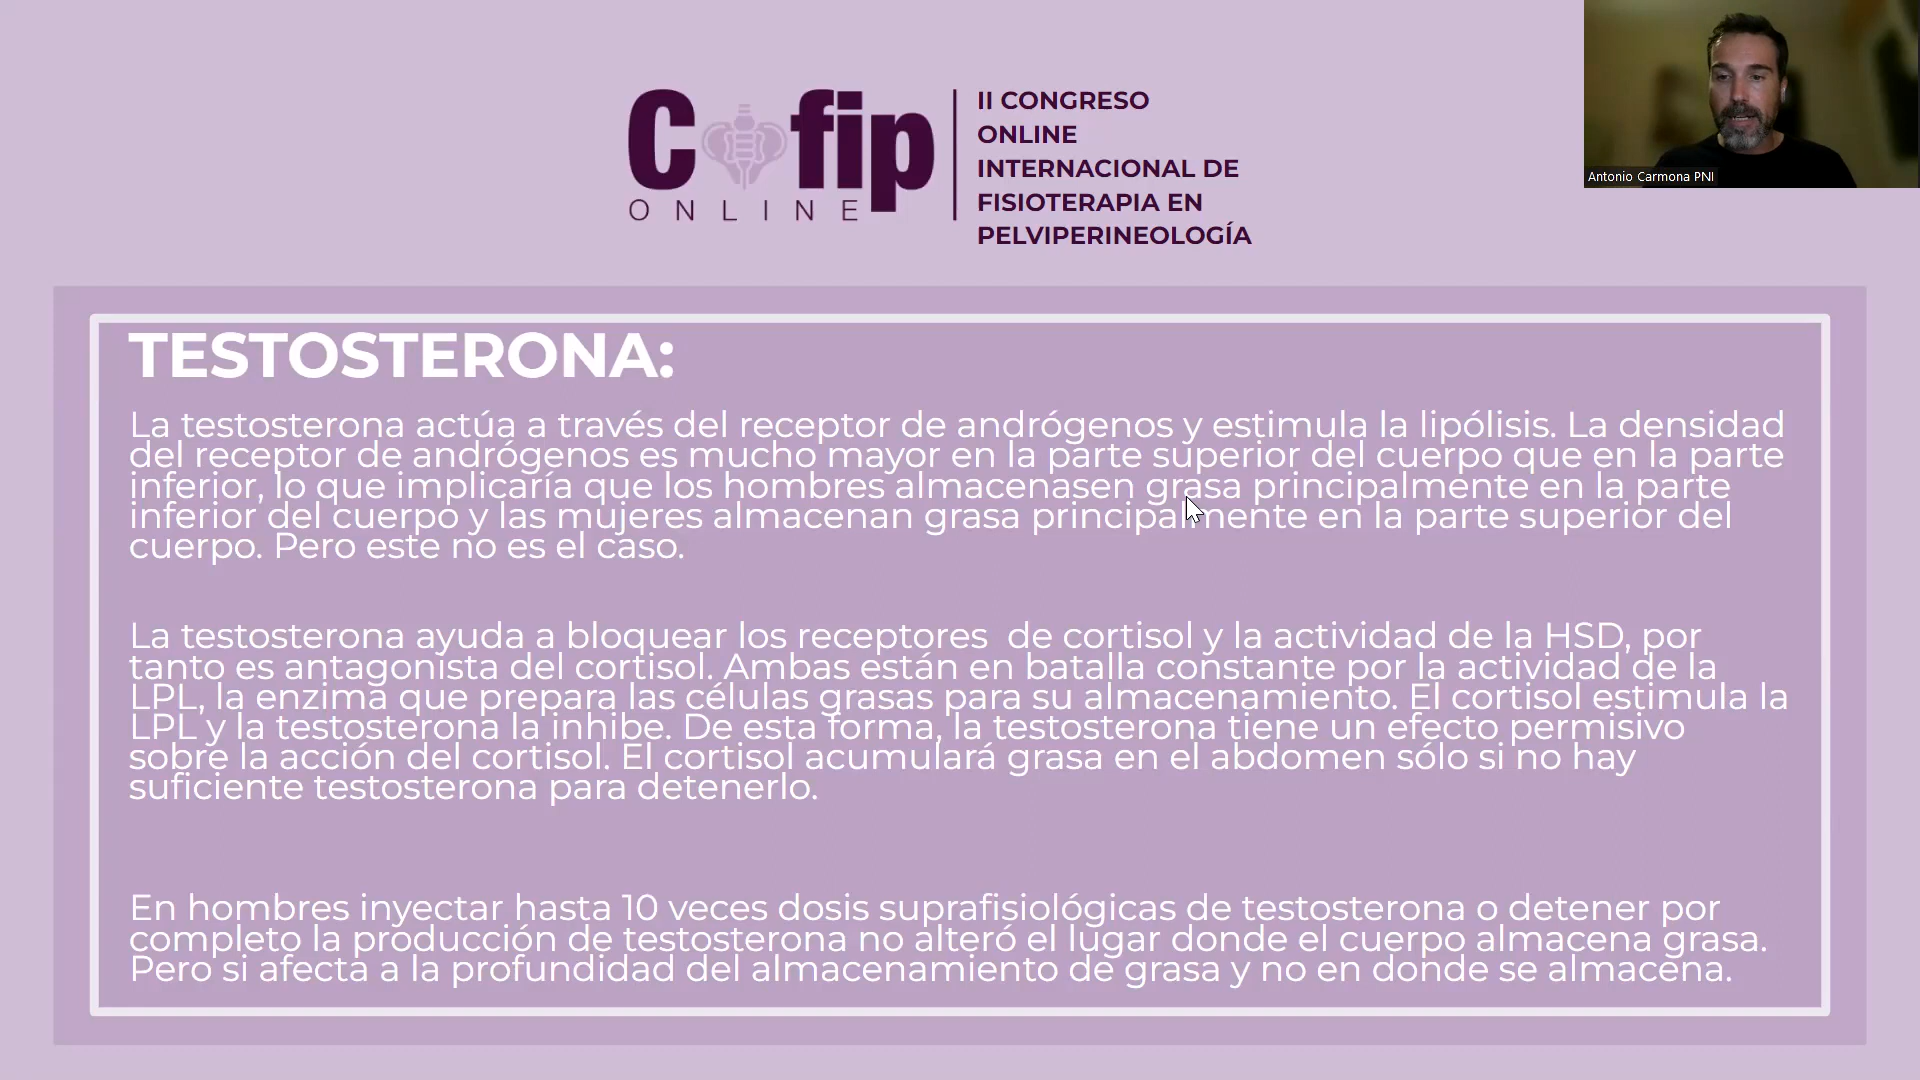 Cofip
ONLINE
II CONGRESO
ONLINE
INTERNACIONAL DE
FISIOTERAPIA EN
PELVIPERINEOLOGÍA
Antonio Carmona PNI
TESTOSTERONA:
La testosterona actúa a través del receptor de andrógenos y estimula la lipólisis. La densidad
del receptor de andrógenos es mucho mayor en la parte superior del cuerpo que en la parte
inferior, lo que implicaría que los hombres almacenasen grasa principalmente en la parte
inferior del cuerpo y las mujeres almacenan grasa principalmente en la parte superior del
cuerpo. Pero este no es el caso.
La testosterona ayuda a bloquear los receptores  de cortisol y la actividad de la HSD, por
tanto es antagonista del cortisol. Ambas están en batalla constante por la actividad de la
LPL, la enzima que prepara las células grasas para su almacenamiento. El cortisol estimula la
LPL y la testosterona la inhibe. De esta forma, la testosterona tiene un efecto permisivo
sobre la acción del cortisol. El cortisol acumulará grasa en el abdomen sólo si no hay
suficiente testosterona para detenerlo.
En hombres inyectar hasta 10 veces dosis suprafisiológicas de testosterona o detener por
completo la producción de testosterona no alteró el lugar donde el cuerpo almacena grasa.
Pero si afecta a la profundidad del almacenamiento de grasa y no en donde se almacena.